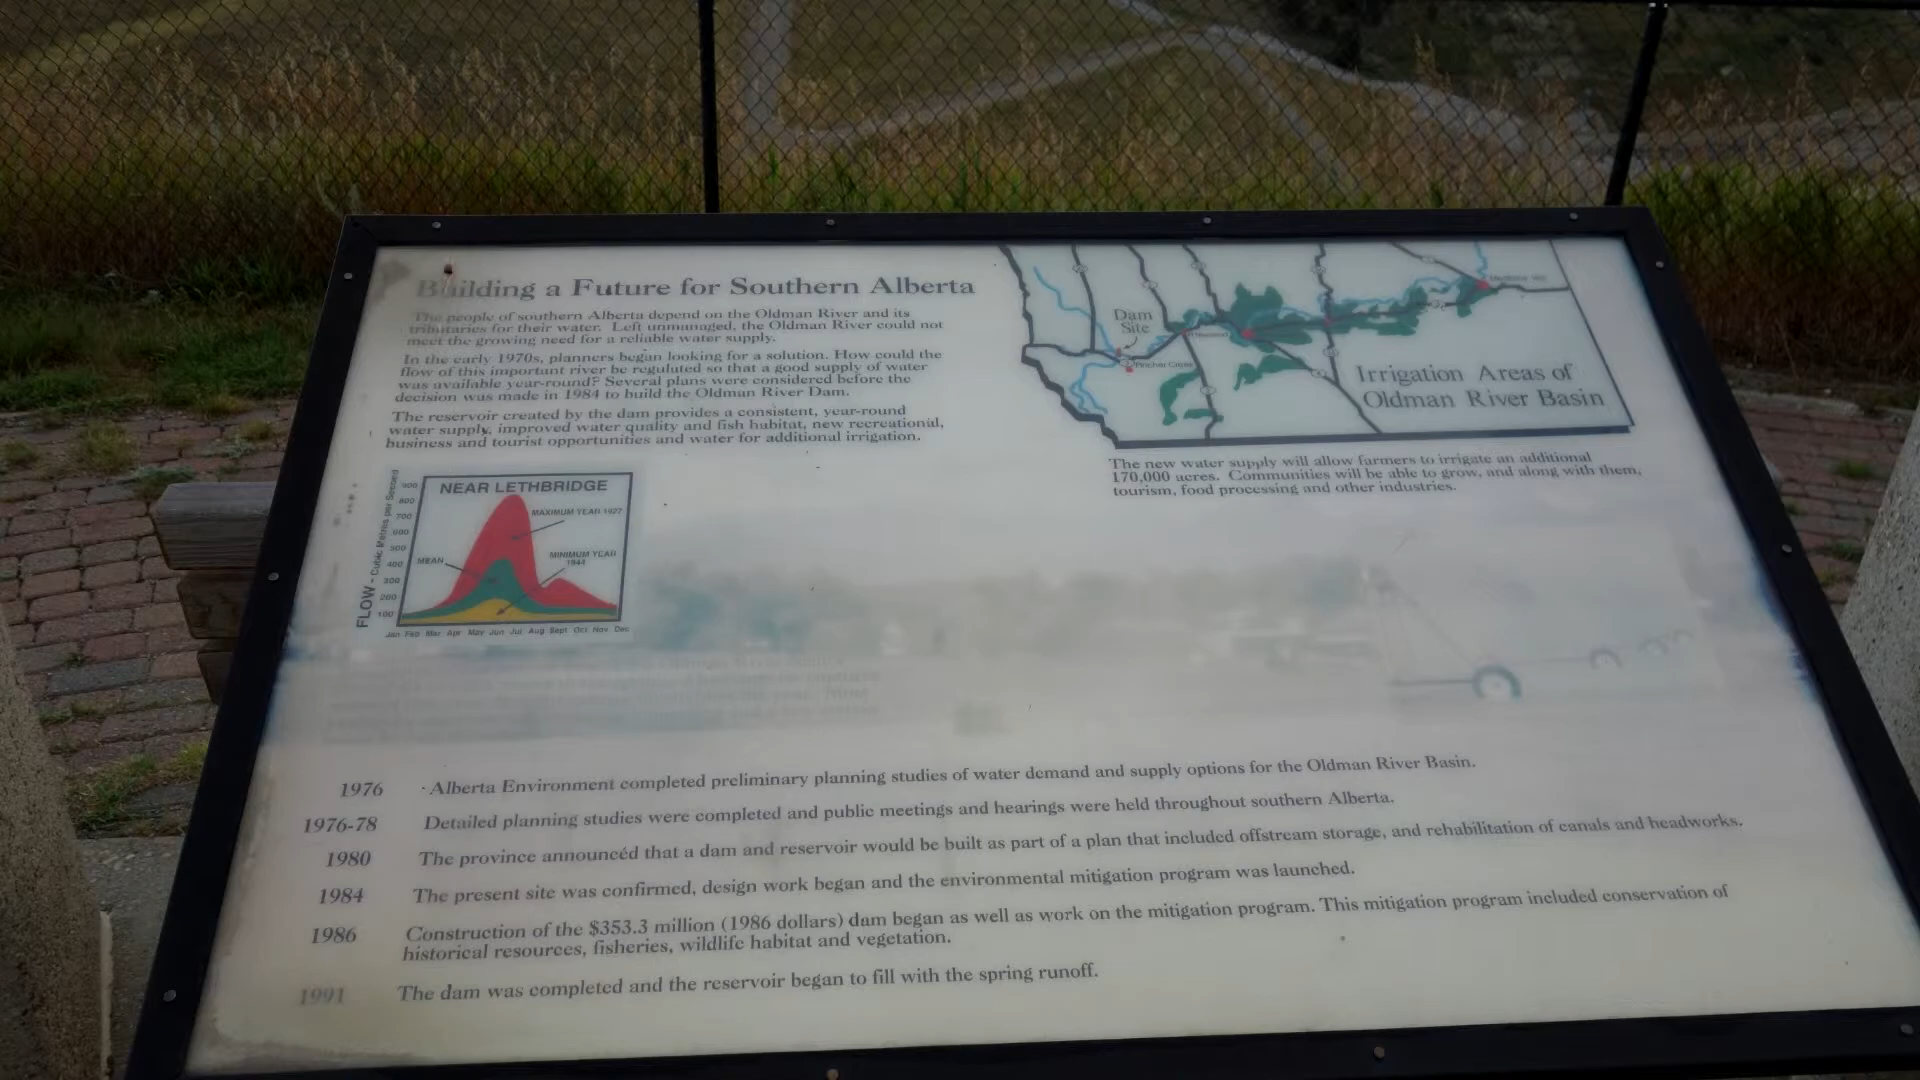 Building a Future for Southern Alberta
The people of southern Alberta depend on the Oldman River and its
tributaries for their water. Left unmanaged, the Oldman River could not
meet the growing need for a reliable water supply.
In the early 1970s, planners began looking for a solution. How could the
flow of this important river be regulated so that a good supply of water
was available year-round? Several plans were considered before the
decision was made in 1984 to build the Oldman River Dam.
The reservoir created by the dam provides a consistent, year-round
water supply, improved water quality and fish habitat, new recreational,
business and tourist opportunities and water for additional irrigation.
Dam
Site
Pincher Creek
Irrigation Areas of
Oldman River Basin
The new water supply will allow farmers to irrigate an additional
170,000 acres. Communities will be able to grow, and along with them,
tourism, food processing and other industries.
NEAR LETHBRIDGE
FLOW - Cubic Metres per Second
900
800
700
600
500
400
300
200
100
MAXIMUM YEAR 1927
MEAN
MINIMUM YEAR
1944
Jan Feb Mar Apr May Jun Jul Aug Sept Oct Nov Dec
1976 Alberta Environment completed preliminary planning studies of water demand and supply options for the Oldman River Basin.
1976-78 Detailed planning studies were completed and public meetings and hearings were held throughout southern Alberta.
1980 The province announced that a dam and reservoir would be built as part of a plan that included offstream storage, and rehabilitation of canals and headworks.
1984 The present site was confirmed, design work began and the environmental mitigation program was launched.
1986 Construction of the $353.3 million (1986 dollars) dam began as well as work on the mitigation program. This mitigation program included conservation of
historical resources, fisheries, wildlife habitat and vegetation.
1991 The dam was completed and the reservoir began to fill with the spring runoff.